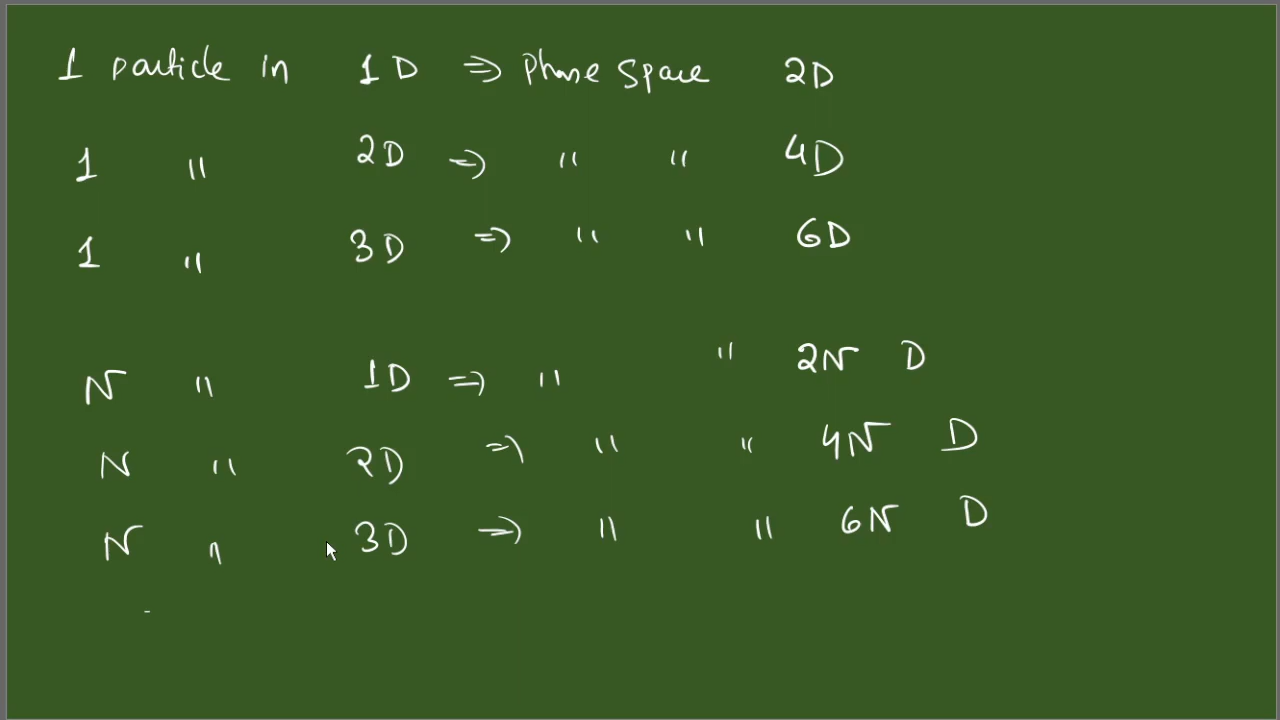 1 particle in 1D ⇒ Phase Space 2D
1 " 2D ⇒ " " 4D
1 " 3D ⇒ " " 6D
N " 1D ⇒ " " 2N D
N " 2D ⇒ " " 4N D
N " 3D ⇒ " " 6N D